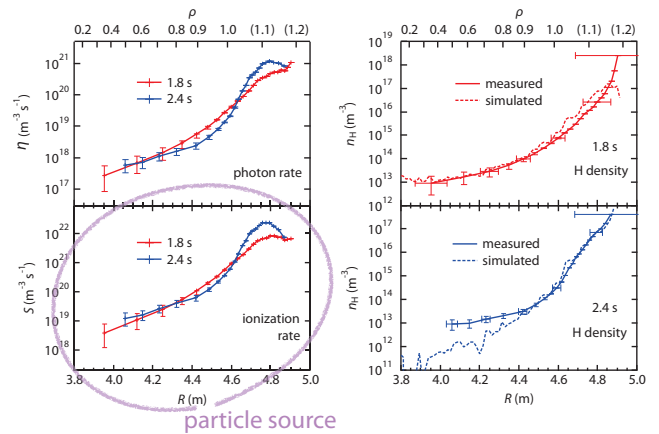 ρ
0.2 0.4 0.6 0.8 0.9 1.0 (1.1) (1.2)
10²¹
10²⁰
10¹⁹
10¹⁸
10¹⁷
η (m⁻³ s⁻¹)
1.8 s
2.4 s
photon rate
10²²
10²¹
10²⁰
10¹⁹
10¹⁸
S (m⁻³ s⁻¹)
1.8 s
2.4 s
ionization
rate
3.8 4.0 4.2 4.4 4.6 4.8 5.0
R (m)
particle source
ρ
0.2 0.4 0.6 0.8 0.9 1.0 (1.1) (1.2)
10¹⁹
10¹⁸
10¹⁷
10¹⁶
10¹⁵
10¹⁴
10¹³
10¹²
n_H (m⁻³)
measured
simulated
1.8 s
H density
10¹⁸
10¹⁷
10¹⁶
10¹⁵
10¹⁴
10¹³
10¹²
10¹¹
n_H (m⁻³)
measured
simulated
2.4 s
H density
3.8 4.0 4.2 4.4 4.6 4.8 5.0
R (m)